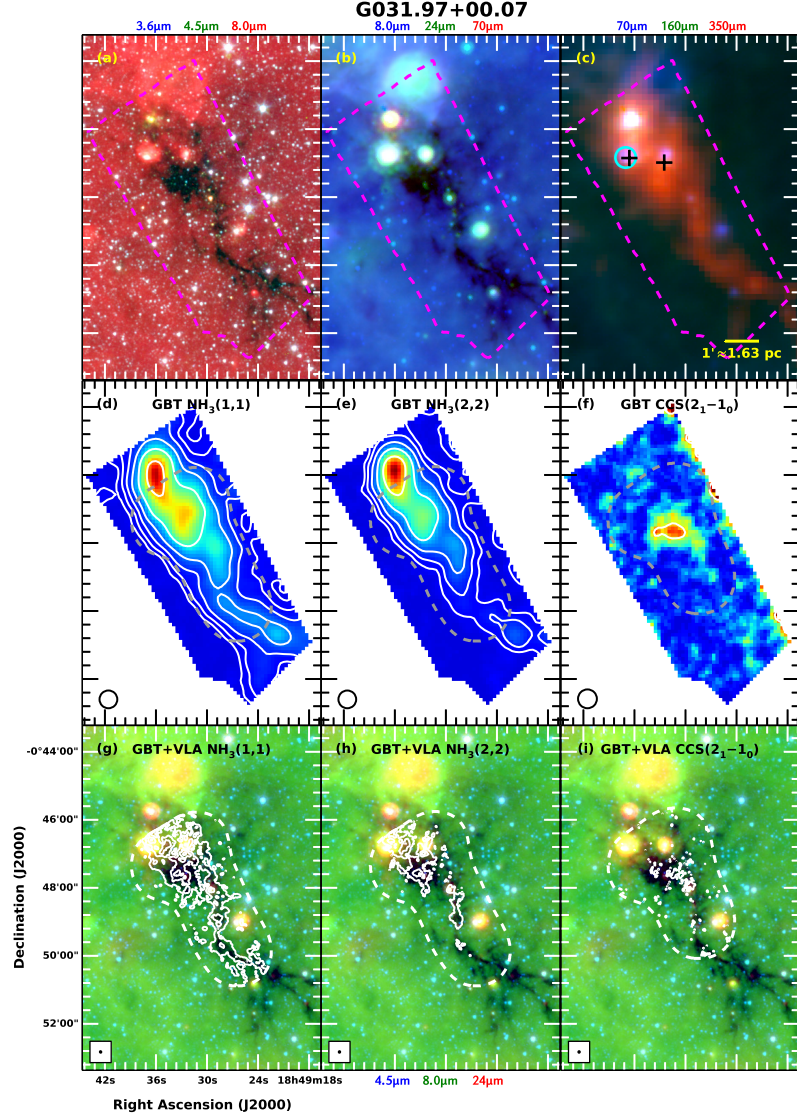 G031.97+00.07
3.6μm 4.5μm 8.0μm 8.0μm 24μm 70μm 70μm 160μm 350μm
(a) (b) (c)
1'≈1.63 pc
(d) GBT NH₃(1,1) (e) GBT NH₃(2,2) (f) GBT CCS(2₁−1₀)
(g) GBT+VLA NH₃(1,1) (h) GBT+VLA NH₃(2,2) (i) GBT+VLA CCS(2₁−1₀)
-0°44'00"
46'00"
48'00"
50'00"
52'00"
Declination (J2000)
42s 36s 30s 24s 18h49m18s 4.5μm 8.0μm 24μm
Right Ascension (J2000)